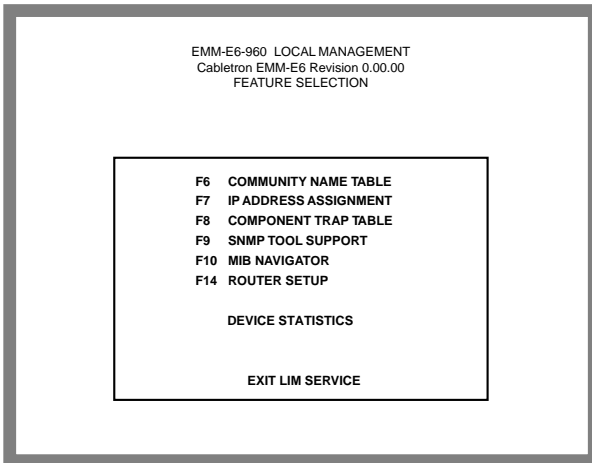 EMM-E6-960 LOCAL MANAGEMENT
Cabletron EMM-E6 Revision 0.00.00
FEATURE SELECTION
F6 COMMUNITY NAME TABLE
F7 IP ADDRESS ASSIGNMENT
F8 COMPONENT TRAP TABLE
F9 SNMP TOOL SUPPORT
F10 MIB NAVIGATOR
F14 ROUTER SETUP
DEVICE STATISTICS
EXIT LIM SERVICE